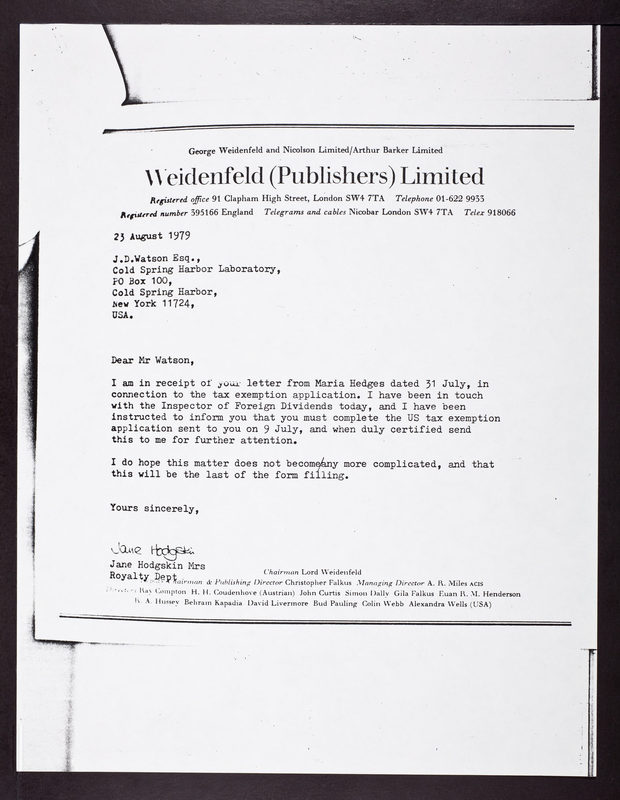 George Weidenfeld and Nicolson Limited/Arthur Barker Limited
Weidenfeld (Publishers) Limited
Registered office 91 Clapham High Street, London SW4 7TA Telephone 01-622 9933
Registered number 395166 England Telegrams and cables Nicobar London SW4 7TA Telex 918066
23 August 1979
J.D.Watson Esq.,
Cold Spring Harbor Laboratory,
PO Box 100,
Cold Spring Harbor,
New York 11724,
USA.
Dear Mr Watson,
I am in receipt of your letter from Maria Hedges dated 31 July, in
connection to the tax exemption application. I have been in touch
with the Inspector of Foreign Dividends today, and I have been
instructed to inform you that you must complete the US tax exemption
application sent to you on 9 July, and when duly certified send
this to me for further attention.
I do hope this matter does not become/any more complicated, and that
this will be the last of the form filling.
Yours sincerely,
Jane Hodgskin
Jane Hodgskin Mrs
Royalty Dept
Chairman Lord Weidenfeld
Chairman & Publishing Director Christopher Falkus Managing Director A. R. Miles ACIS
Directors Ray Compton H. H. Coudenhove (Austrian) John Curtis Simon Dally Gila Falkus Euan R. M. Henderson
R. A. Hussey Behram Kapadia David Livermore Bud Pauling Colin Webb Alexandra Wells (USA)